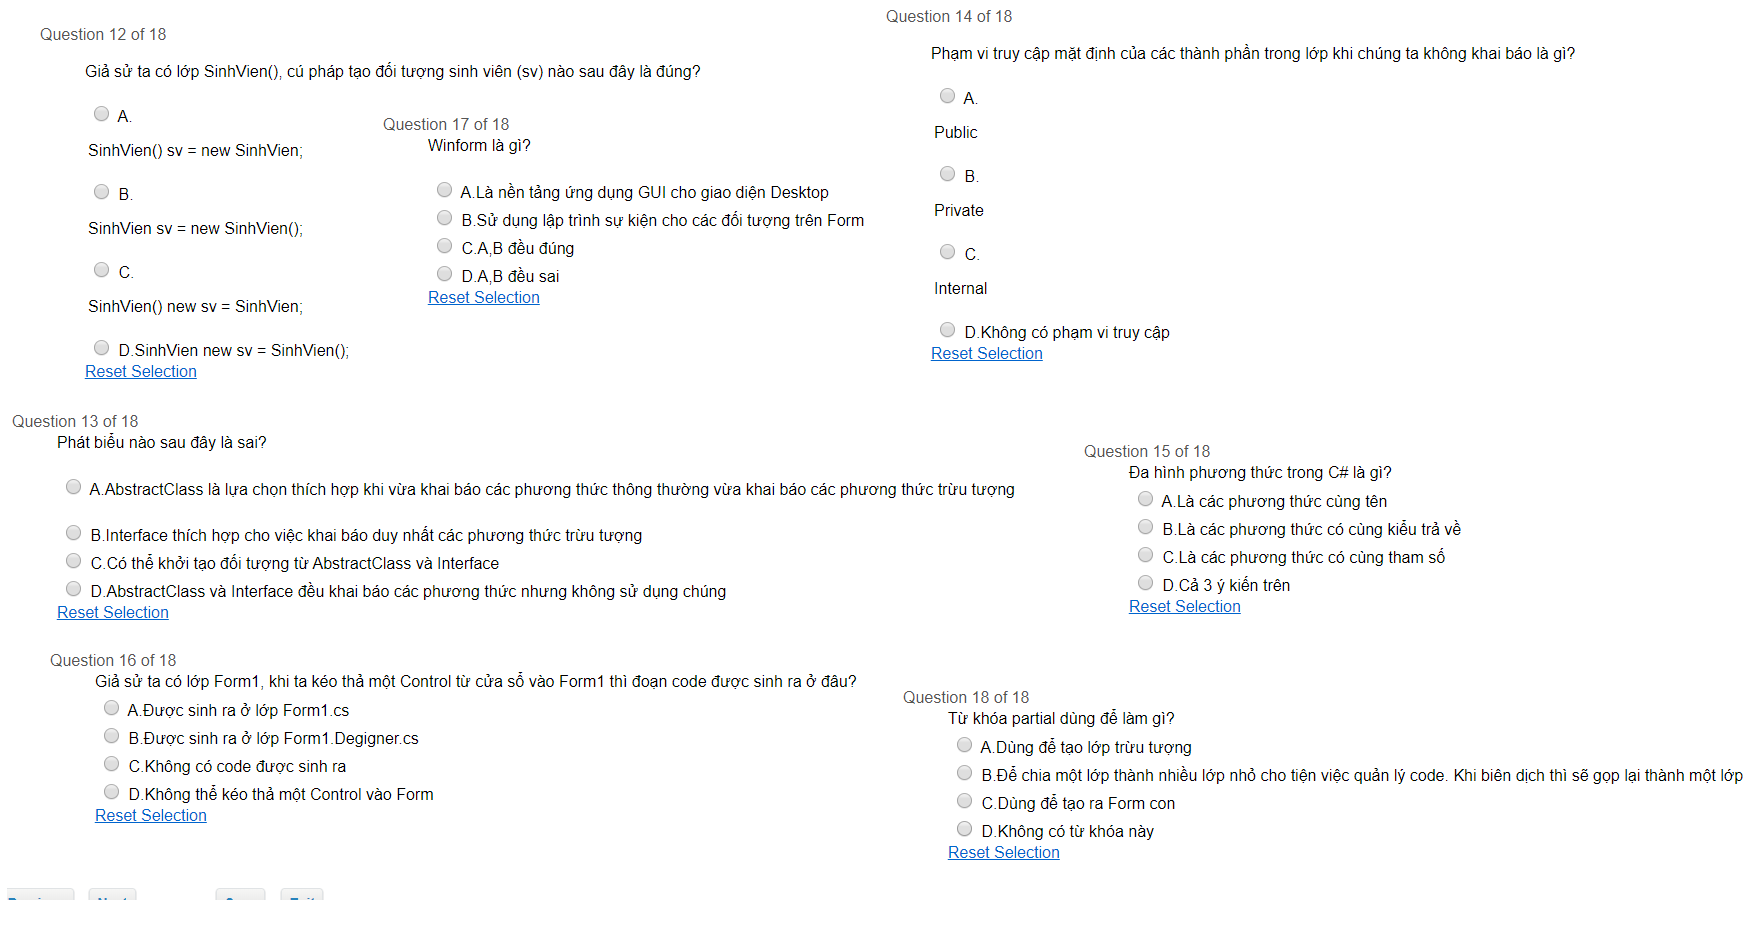 Question 12 of 18
Giả sử ta có lớp SinhVien(), cú pháp tạo đối tượng sinh viên (sv) nào sau đây là đúng?
A.
SinhVien() sv = new SinhVien;
B.
SinhVien sv = new SinhVien();
C.
SinhVien() new sv = SinhVien;
D.SinhVien new sv = SinhVien();
Reset Selection
Question 17 of 18
Winform là gì?
A.Là nền tảng ứng dụng GUI cho giao diện Desktop
B.Sử dụng lập trình sự kiện cho các đối tượng trên Form
C.A,B đều đúng
D.A,B đều sai
Reset Selection
Question 14 of 18
Phạm vi truy cập mặt định của các thành phần trong lớp khi chúng ta không khai báo là gì?
A.
Public
B.
Private
C.
Internal
D.Không có phạm vi truy cập
Reset Selection
Question 13 of 18
Phát biểu nào sau đây là sai?
A.AbstractClass là lựa chọn thích hợp khi vừa khai báo các phương thức thông thường vừa khai báo các phương thức trừu tượng
B.Interface thích hợp cho việc khai báo duy nhất các phương thức trừu tượng
C.Có thể khởi tạo đối tượng từ AbstractClass và Interface
D.AbstractClass và Interface đều khai báo các phương thức nhưng không sử dụng chúng
Reset Selection
Question 15 of 18
Đa hình phương thức trong C# là gì?
A.Là các phương thức cùng tên
B.Là các phương thức có cùng kiểu trả về
C.Là các phương thức có cùng tham số
D.Cả 3 ý kiến trên
Reset Selection
Question 16 of 18
Giả sử ta có lớp Form1, khi ta kéo thả một Control từ cửa sổ vào Form1 thì đoạn code được sinh ra ở đâu?
A.Được sinh ra ở lớp Form1.cs
B.Được sinh ra ở lớp Form1.Degigner.cs
C.Không có code được sinh ra
D.Không thể kéo thả một Control vào Form
Reset Selection
Question 18 of 18
Từ khóa partial dùng để làm gì?
A.Dùng để tạo lớp trừu tượng
B.Để chia một lớp thành nhiều lớp nhỏ cho tiện việc quản lý code. Khi biên dịch thì sẽ gọp lại thành một lớp
C.Dùng để tạo ra Form con
D.Không có từ khóa này
Reset Selection